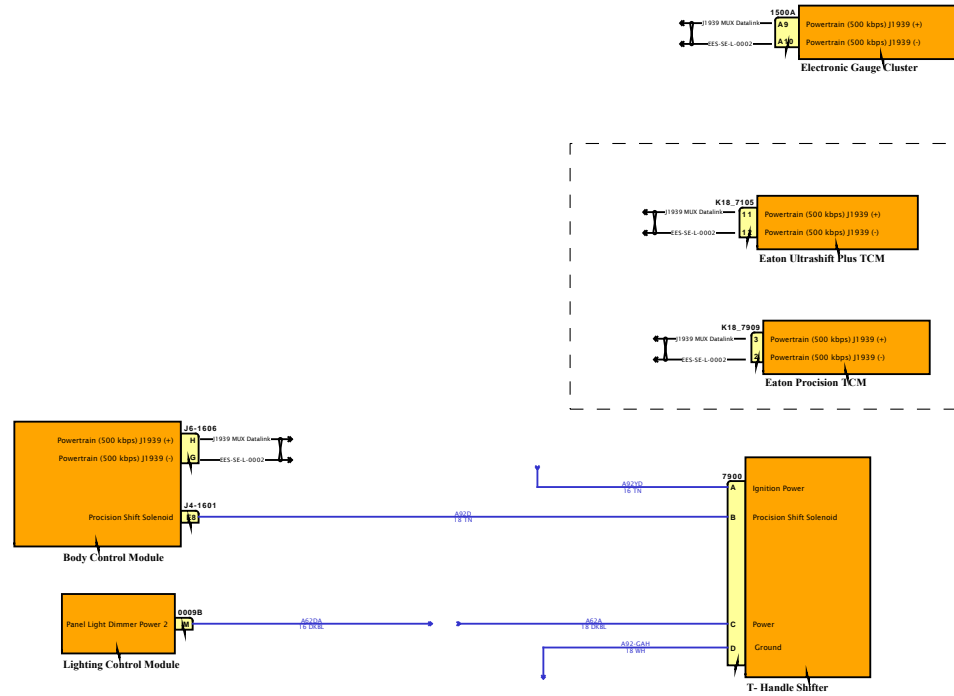 1500A
J1939 MUX Datalink
A9
Powertrain (500 kbps) J1939 (+)
EES-SE-L-0002
A10
Powertrain (500 kbps) J1939 (-)
Electronic Gauge Cluster
K18_7105
J1939 MUX Datalink
11
Powertrain (500 kbps) J1939 (+)
EES-SE-L-0002
12
Powertrain (500 kbps) J1939 (-)
Eaton Ultrashift Plus TCM
K18_7909
J1939 MUX Datalink
3
Powertrain (500 kbps) J1939 (+)
EES-SE-L-0002
2
Powertrain (500 kbps) J1939 (-)
Eaton Procision TCM
J6-1606
Powertrain (500 kbps) J1939 (+)
H
J1939 MUX Datalink
Powertrain (500 kbps) J1939 (-)
G
EES-SE-L-0002
J4-1601
Precision Shift Solenoid
E8
A92D
18 TN
Body Control Module
7900
A92YD
16 TN
A
Ignition Power
B
Precision Shift Solenoid
0009B
Panel Light Dimmer Power 2
M
A62DA
16 DKBL
A62A
18 DKBL
C
Power
A92-GAH
18 WH
D
Ground
Lighting Control Module
T- Handle Shifter